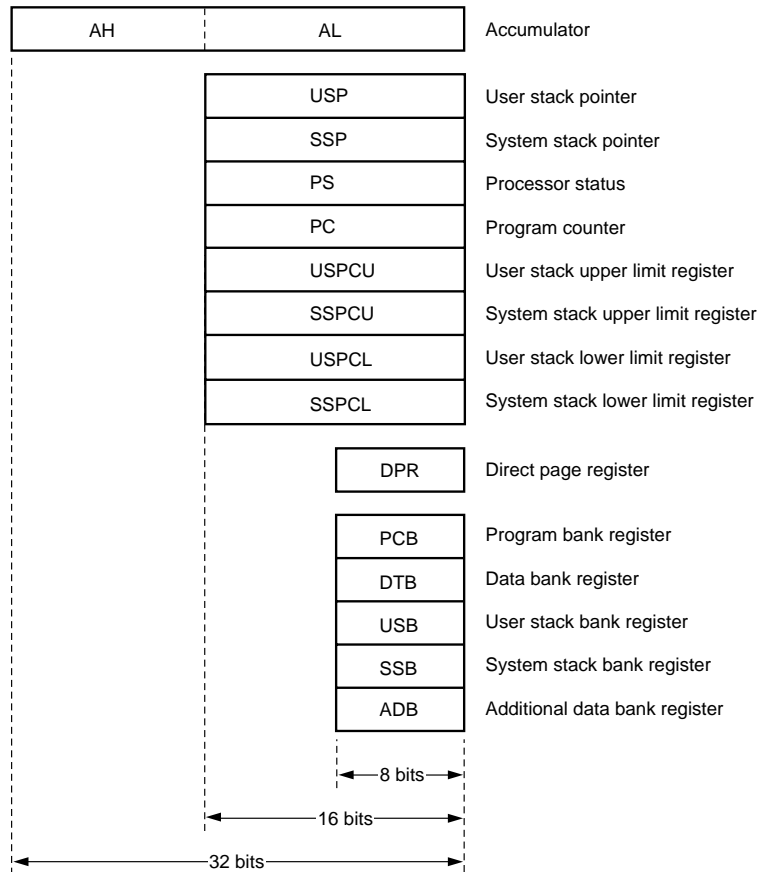 AH AL Accumulator
USP User stack pointer
SSP System stack pointer
PS Processor status
PC Program counter
USPCU User stack upper limit register
SSPCU System stack upper limit register
USPCL User stack lower limit register
SSPCL System stack lower limit register
DPR Direct page register
PCB Program bank register
DTB Data bank register
USB User stack bank register
SSB System stack bank register
ADB Additional data bank register
8 bits
16 bits
32 bits